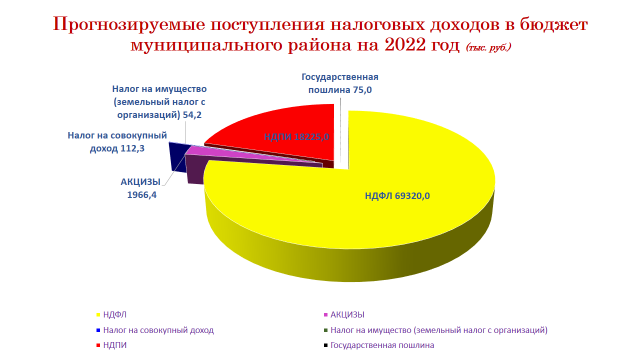 Прогнозируемые поступления налоговых доходов в бюджет
муниципального района на 2022 год (тыс. руб.)
Государственная
пошлина 75,0
Налог на имущество
(земельный налог с
организаций) 54,2
Налог на совокупный
доход 112,3
АКЦИЗЫ
1966,4
НДПИ
НДФЛ 69320,0
НДФЛ
АКЦИЗЫ
Налог на совокупный доход
Налог на имущество (земельный налог с организаций)
НДПИ
Государственная пошлина